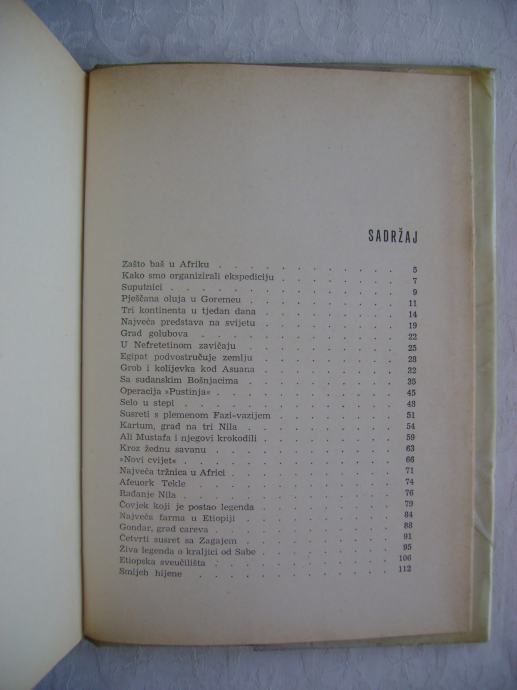 SADRŽAJ
Zašto baš u Afriku . . . . . . . . . . . . . 5
Kako smo organizirali ekspediciju . . . . . . . . . 7
Suputnici . . . . . . . . . . . . . . . 9
Pješčana oluja u Goremeu . . . . . . . . . . . 11
Tri kontinenta u tjedan dana . . . . . . . . . . 14
Najveća predstava na svijetu . . . . . . . . . . 19
Grad golubova . . . . . . . . . . . . . . 22
U Nefretetinom zavičaju . . . . . . . . . . . 25
Egipat podvostručuje zemlju . . . . . . . . . . 28
Grob i kolijevka kod Asuana . . . . . . . . . . 32
Sa sudanskim Bošnjacima . . . . . . . . . . . 35
Operacija »Pustinja« . . . . . . . . . . . . 45
Selo u stepi . . . . . . . . . . . . . . 48
Susreti s plemenom Fazi-vazijem . . . . . . . . . 51
Kartum, grad na tri Nila . . . . . . . . . . . 54
Ali Mustafa i njegovi krokodili . . . . . . . . . 59
Kroz žednu savanu . . . . . . . . . . . . 63
»Novi cvijet« . . . . . . . . . . . . . . 66
Najveća tržnica u Africi . . . . . . . . . . . 71
Afeuork Tekle . . . . . . . . . . . . . . 74
Rađanje Nila . . . . . . . . . . . . . . 76
Čovjek koji je postao legenda . . . . . . . . . . 79
Najveća farma u Etiopiji . . . . . . . . . . . 84
Gondar, grad careva . . . . . . . . . . . . 88
Četvrti susret sa Zagajem . . . . . . . . . . . 91
Živa legenda o kraljici od Sabe . . . . . . . . . 95
Etiopska sveučilišta . . . . . . . . . . . . 106
Smijeh hijene . . . . . . . . . . . . . . 112